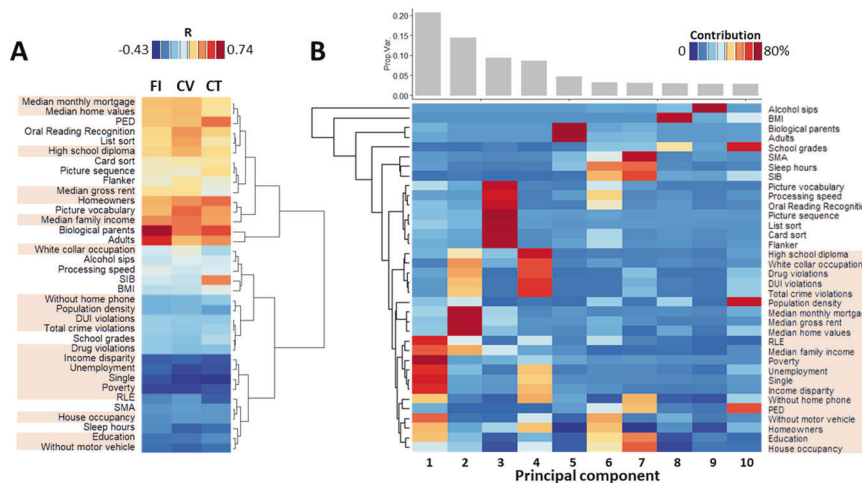 A
R
-0.43
0.74
FI CV CT
Median monthly mortgage
Median home values
PED
Oral Reading Recognition
List sort
High school diploma
Card sort
Picture sequence
Flanker
Median gross rent
Homeowners
Picture vocabulary
Median family income
Biological parents
Adults
White collar occupation
Alcohol sips
Processing speed
SIB
BMI
Without home phone
Population density
DUI violations
Total crime violations
School grades
Drug violations
Income disparity
Unemployment
Single
Poverty
RLE
SMA
House occupancy
Sleep hours
Education
Without motor vehicle
B
Prop.Var.
0.20
0.15
0.10
0.05
0.00
Contribution
0
80%
Alcohol sips
BMI
Biological parents
Adults
School grades
SMA
Sleep hours
SIB
Picture vocabulary
Processing speed
Oral Reading Recognitio
Picture sequence
List sort
Card sort
Flanker
High school diploma
White collar occupation
Drug violations
DUI violations
Total crime violations
Population density
Median monthly mortga
Median gross rent
Median home values
RLE
Median family income
Poverty
Unemployment
Single
Income disparity
Without home phone
PED
Without motor vehicle
Homeowners
Education
House occupancy
1 2 3 4 5 6 7 8 9 10
Principal component